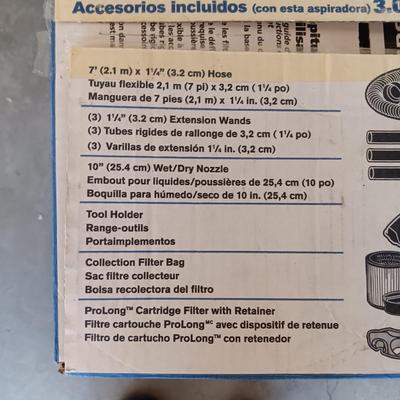 Accesorios incluidos (con esta aspiradora) 3.0
7' (2.1 m) x 1¼" (3.2 cm) Hose
Tuyau flexible 2,1 m (7 pi) x 3,2 cm (1¼ po)
Manguera de 7 pies (2,1 m) x 1¼ in. (3,2 cm)
(3) 1¼" (3.2 cm) Extension Wands
(3) Tubes rigides de rallonge de 3,2 cm (1¼ po)
(3) Varillas de extensión 1¼ in. (3,2 cm)
10" (25.4 cm) Wet/Dry Nozzle
Embout pour liquides/poussières de 25,4 cm (10 po)
Boquilla para húmedo/seco de 10 in. (25,4 cm)
Tool Holder
Range-outils
Portaimplementos
Collection Filter Bag
Sac filtre collecteur
Bolsa recolectora del filtro
ProLong™ Cartridge Filter with Retainer
Filtre cartouche ProLongᴹᶜ avec dispositif de retenue
Filtro de cartucho ProLong™ con retenedor